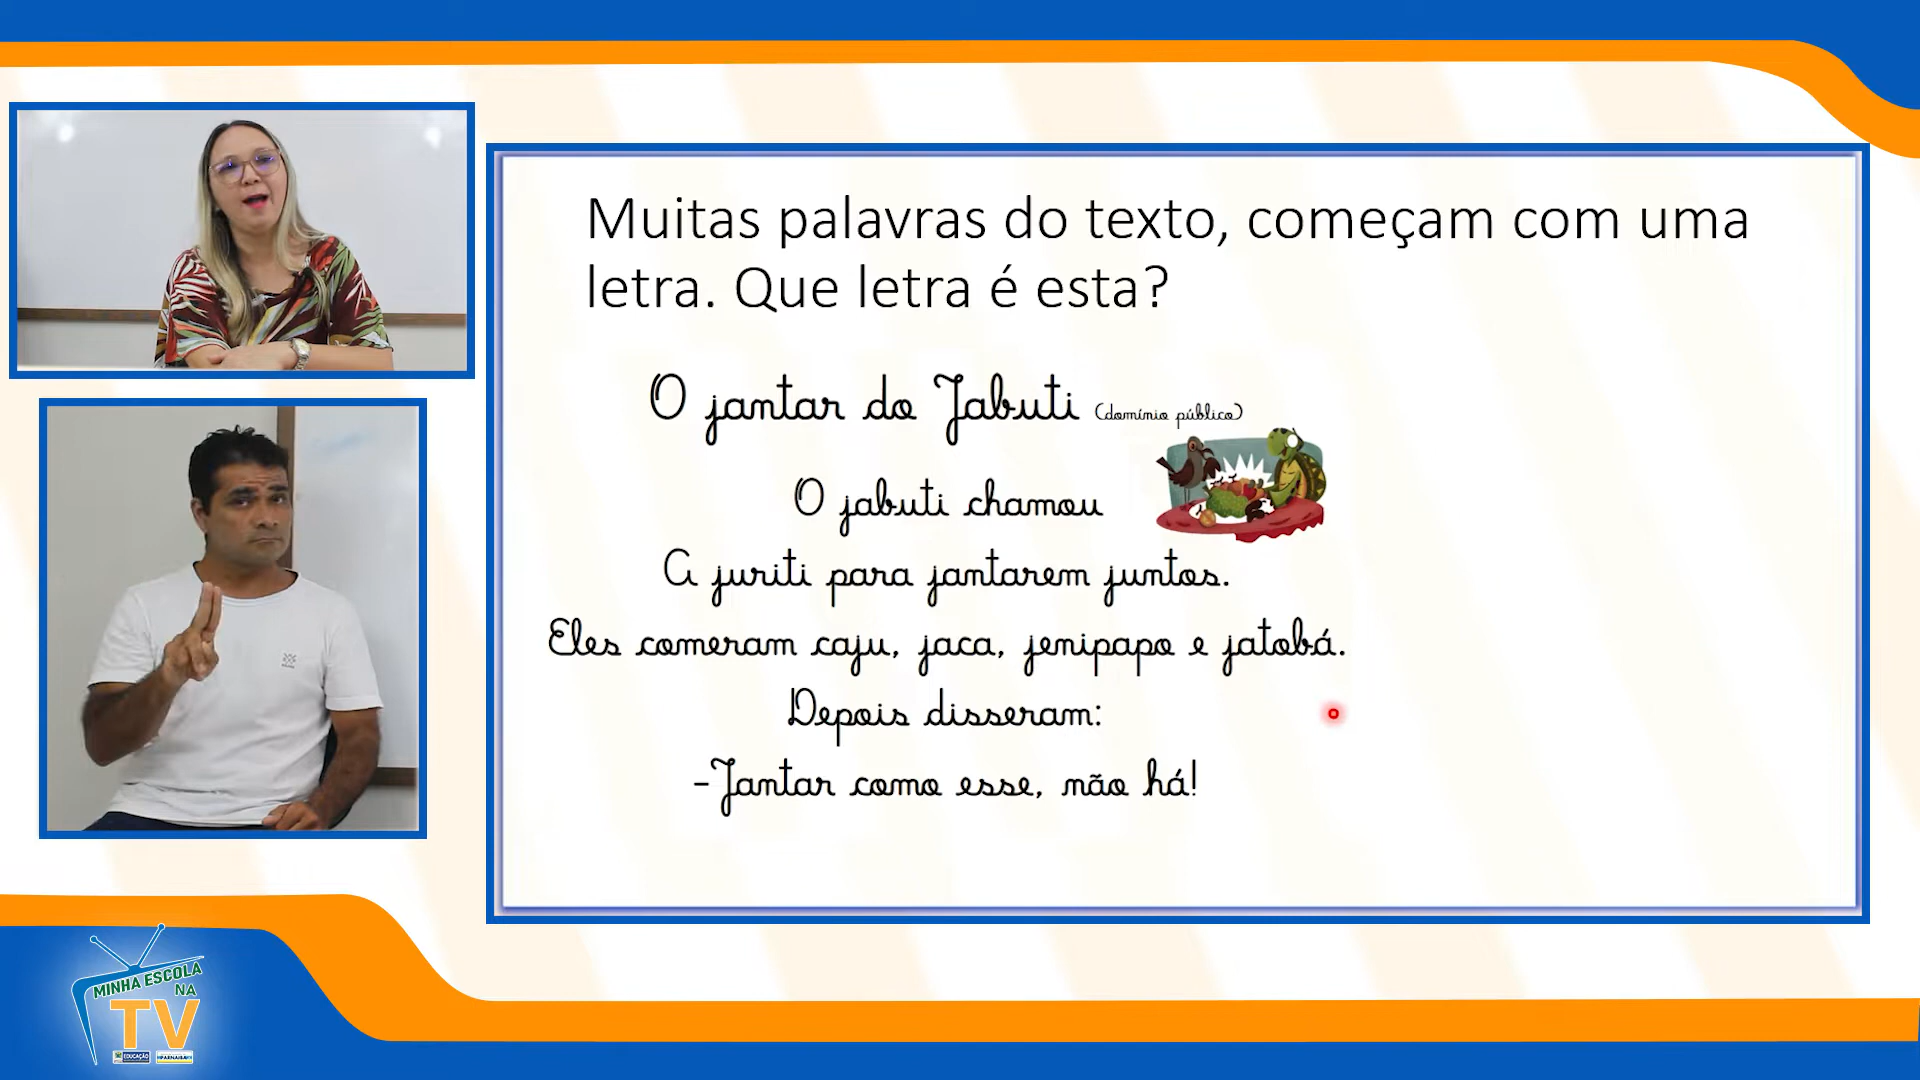 Muitas palavras do texto, começam com uma
letra. Que letra é esta?
O jantar do Jabuti (domínio público)
O jabuti chamou
A juriti para jantarem juntos.
Eles comeram caju, jaca, jenipapo e jatobá.
Depois disseram:
-Jantar como esse, não há!
MINHA ESCOLA
NA
TV
EDUCAÇÃO